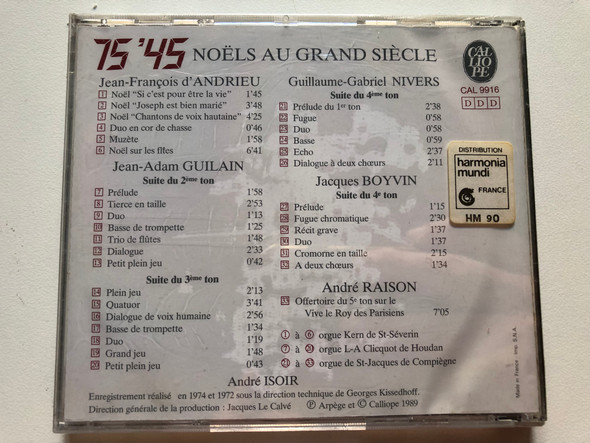 75 '45 NOËLS AU GRAND SIÈCLE
CALLIOPE
CAL 9916
D D D
Jean-François d'ANDRIEU
1 Noël "Si c'est pour être la vie" 1'45
2 Noël "Joseph est bien marié" 3'48
3 Noël "Chantons de voix hautaine" 4'25
4 Duo en cor de chasse 0'46
5 Muzète 1'58
6 Noël sur les flûtes 6'41
Jean-Adam GUILAIN
Suite du 2ème ton
7 Prélude 1'58
8 Tierce en taille 2'53
9 Duo 1'13
10 Basse de trompette 1'25
11 Trio de flûtes 1'48
12 Dialogue 2'33
13 Petit plein jeu 0'42
Suite du 3ème ton
14 Plein jeu 2'13
15 Quatuor 3'41
16 Dialogue de voix humaine 2'56
17 Basse de trompette 1'34
18 Duo 1'19
19 Grand jeu 1'48
20 Petit plein jeu 0'43
Guillaume-Gabriel NIVERS
Suite du 4ème ton
21 Prélude du 1er ton 2'38
22 Fugue 0'58
23 Duo 0'58
24 Basse 0'59
25 Echo 2'37
26 Dialogue à deux chœurs 2'11
Jacques BOYVIN
Suite du 4e ton
27 Prélude 1'15
28 Fugue chromatique 2'30
29 Récit grave 1'37
30 Duo 1'37
31 Cromorne en taille 2'15
32 A deux chœurs 1'34
André RAISON
33 Offertoire du 5e ton sur le
Vive le Roy des Parisiens 7'05
1 à 6 orgue Kern de St-Séverin
7 à 20 orgue L-A Clicquot de Houdan
21 à 33 orgue de St-Jacques de Compiègne
DISTRIBUTION
harmonia
mundi
FRANCE
HM 90
André ISOIR
Enregistrement réalisé en 1974 et 1972 sous la direction technique de Georges Kisselhoff.
Direction générale de la production : Jacques Le Calvé Ⓟ Arpège et © Calliope 1989
Made in France imp. S.N.A.